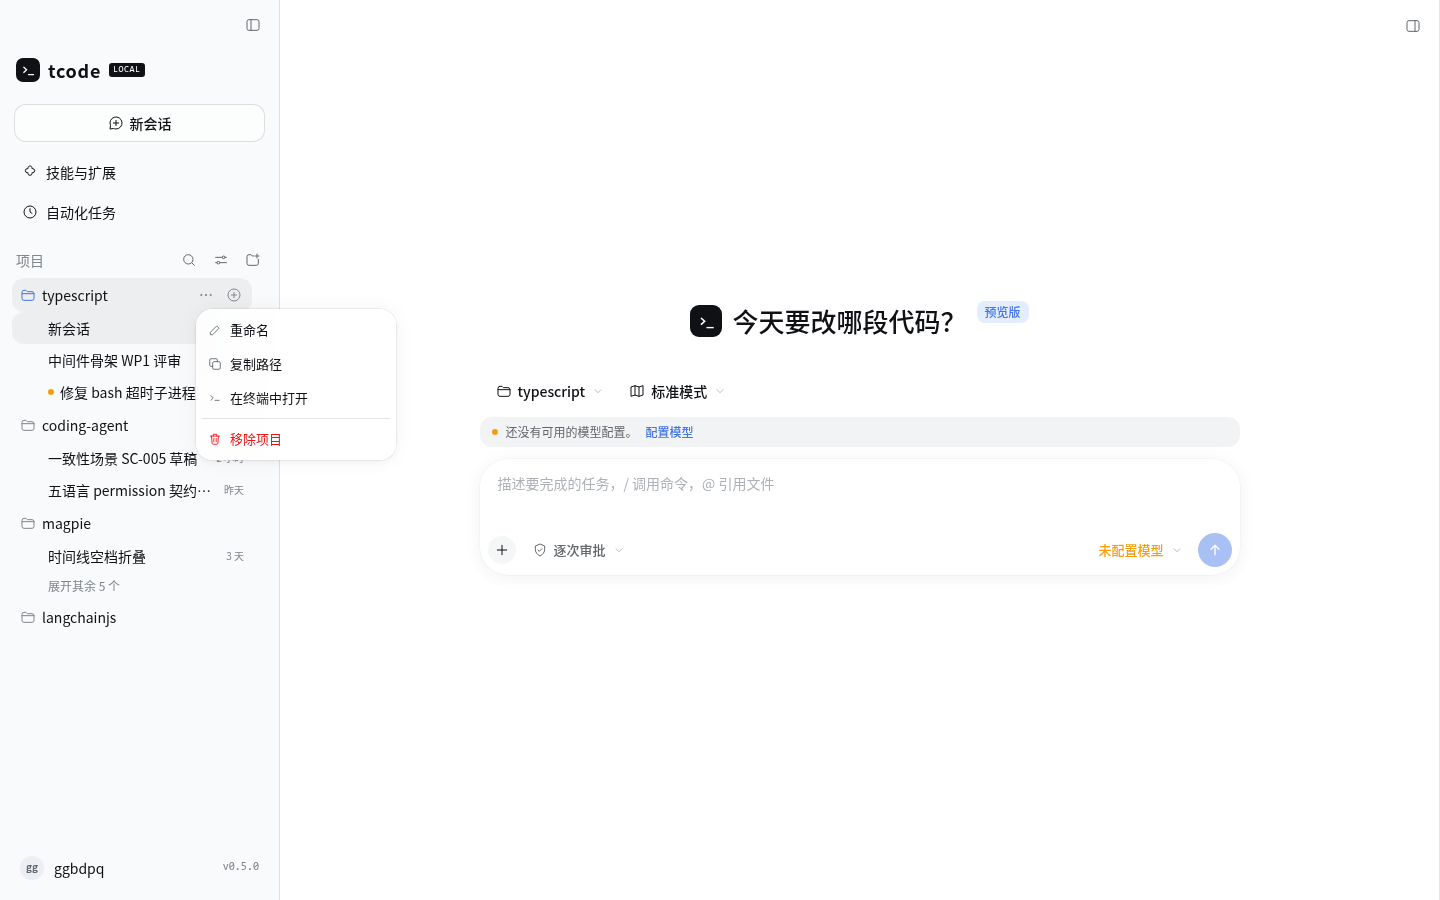 tcode LOCAL
新会话
技能与扩展
自动化任务
项目
typescript
新会话
中间件骨架 WP1 评审
修复 bash 超时子进程
coding-agent
一致性场景 SC-005 草稿
五语言 permission 契约… 昨天
magpie
时间线空档折叠 3 天
展开其余 5 个
langchainjs
gg ggbdpq v0.5.0
重命名
复制路径
在终端中打开
移除项目
今天要改哪段代码? 预览版
typescript 标准模式
还没有可用的模型配置。 配置模型
描述要完成的任务，/ 调用命令，@ 引用文件
逐次审批 未配置模型